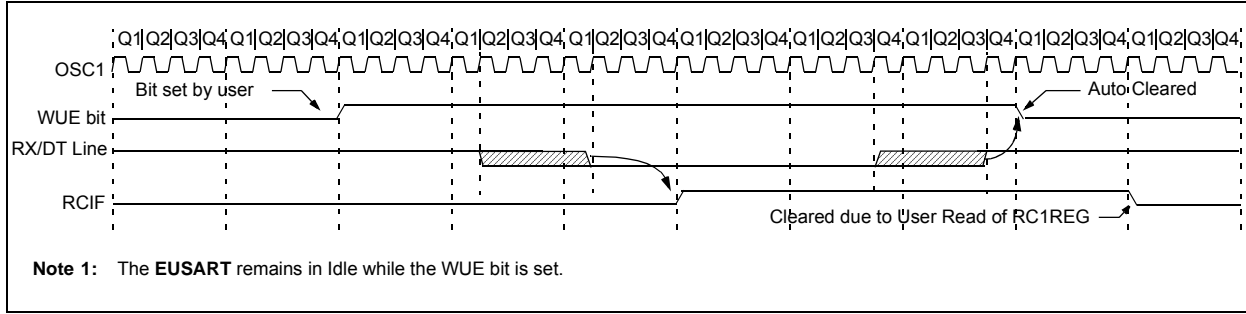 Q1 Q2 Q3 Q4 Q1 Q2 Q3 Q4 Q1 Q2 Q3 Q4 Q1 Q2 Q3 Q4 Q1 Q2 Q3 Q4 Q1 Q2 Q3 Q4 Q1 Q2 Q3 Q4 Q1 Q2 Q3 Q4 Q1 Q2 Q3 Q4 Q1 Q2 Q3 Q4
OSC1
Bit set by user
Auto Cleared
WUE bit
RX/DT Line
RCIF
Cleared due to User Read of RC1REG
Note 1: The EUSART remains in Idle while the WUE bit is set.